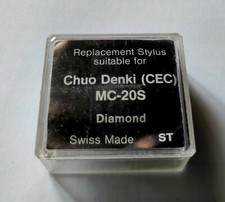 Replacement Stylus
suitable for
Chuo Denki (CEC)
MC-20S
Diamond
Swiss Made ST